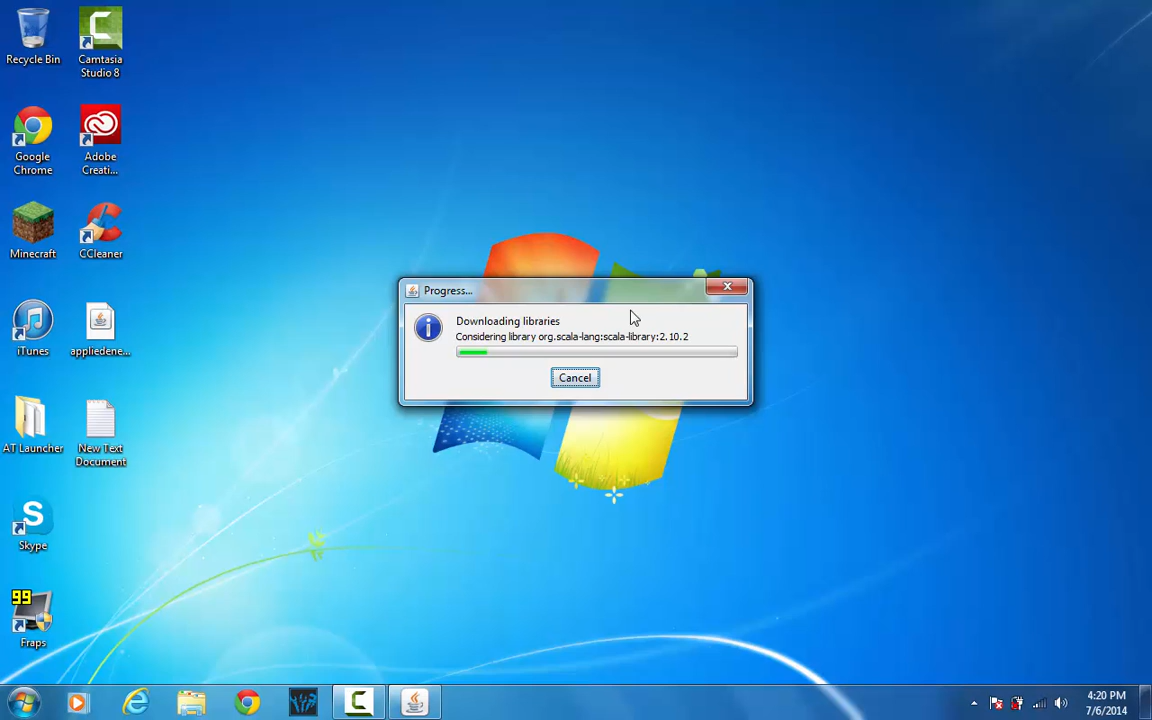 Recycle Bin
Camtasia
Studio 8
Google
Chrome
Adobe
Creati...
Minecraft
CCleaner
iTunes
appliedene...
AT Launcher
New Text
Document
Skype
99
Fraps
Progress...
Downloading libraries
Considering library org.scala-lang:scala-library:2.10.2
Cancel
4:20 PM
7/6/2014